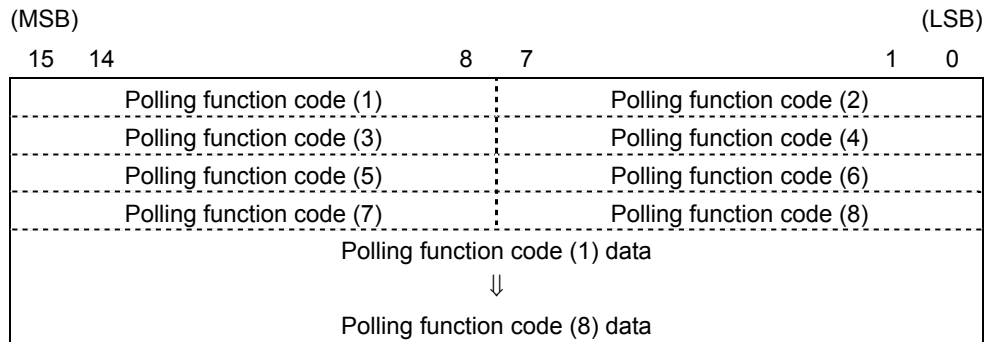 (MSB) (LSB)
15 14 8 7 1 0
Polling function code (1) Polling function code (2)
Polling function code (3) Polling function code (4)
Polling function code (5) Polling function code (6)
Polling function code (7) Polling function code (8)
Polling function code (1) data
⇓
Polling function code (8) data